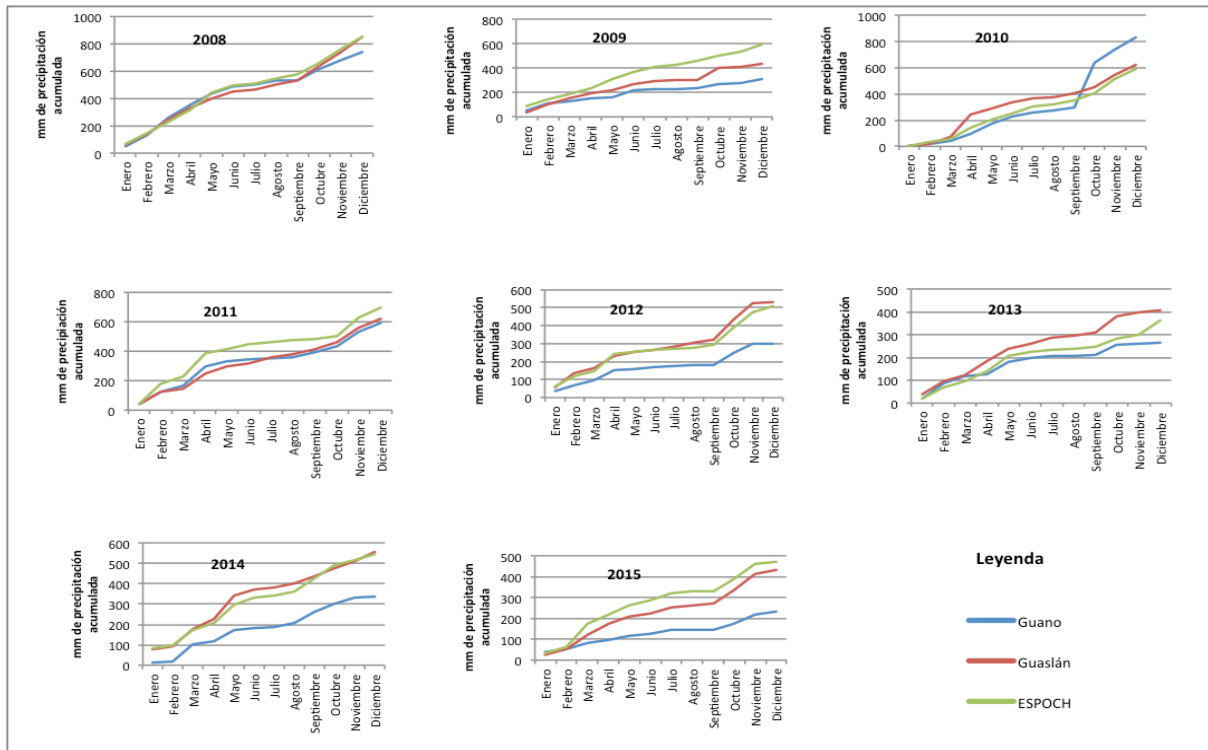 2008
mm de precipitación
acumulada
1000
800
600
400
200
0
Enero
Febrero
Marzo
Abril
Mayo
Junio
Julio
Agosto
Septiembre
Octubre
Noviembre
Diciembre
2009
mm de precipitación
acumulada
800
600
400
200
0
Enero
Febrero
Marzo
Abril
Mayo
Junio
Julio
Agosto
Septiembre
Octubre
Noviembre
Diciembre
2010
mm de precipitación
acumulada
1000
800
600
400
200
0
Enero
Febrero
Marzo
Abril
Mayo
Junio
Julio
Agosto
Septiembre
Octubre
Noviembre
Diciembre
2011
mm de precipiación
acumulada
800
600
400
200
0
Enero
Febrero
Marzo
Abril
Mayo
Junio
Julio
Agosto
Septiembre
Octubre
Noviembre
Diciembre
2012
mm de precipitación
acumulada
600
500
400
300
200
100
0
Enero
Febrero
Marzo
Abril
Mayo
Junio
Julio
Agosto
Septiembre
Octubre
Noviembre
Diciembre
2013
mm de precipitación
acumulada
500
400
300
200
100
0
Enero
Febrero
Marzo
Abril
Mayo
Junio
Julio
Agosto
Septiembre
Octubre
Noviembre
Diciembre
2014
mm de precipitación
acumulada
600
500
400
300
200
100
0
Enero
Febrero
Marzo
Abril
Mayo
Junio
Julio
Agosto
Septiembre
Octubre
Noviembre
Diciembre
2015
mm de precipitación
acumulada
500
400
300
200
100
0
Enero
Febrero
Marzo
Abril
Mayo
Junio
Julio
Agosto
Septiembre
Octubre
Noviembre
Diciembre
Leyenda
Guano
Guaslán
ESPOCH